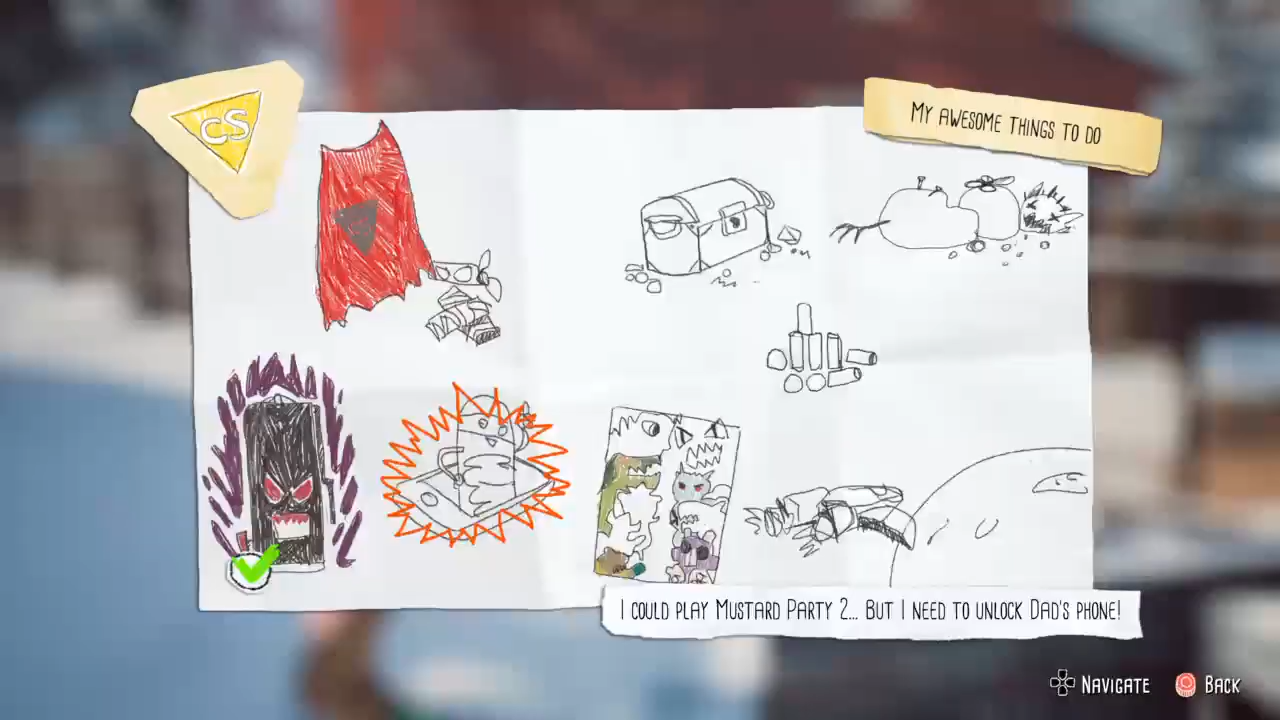 CS
MY AWESOME THINGS TO DO
I COULD PLAY MUSTARD PARTY 2... BUT I NEED TO UNLOCK DAD'S PHONE!
NAVIGATE BACK